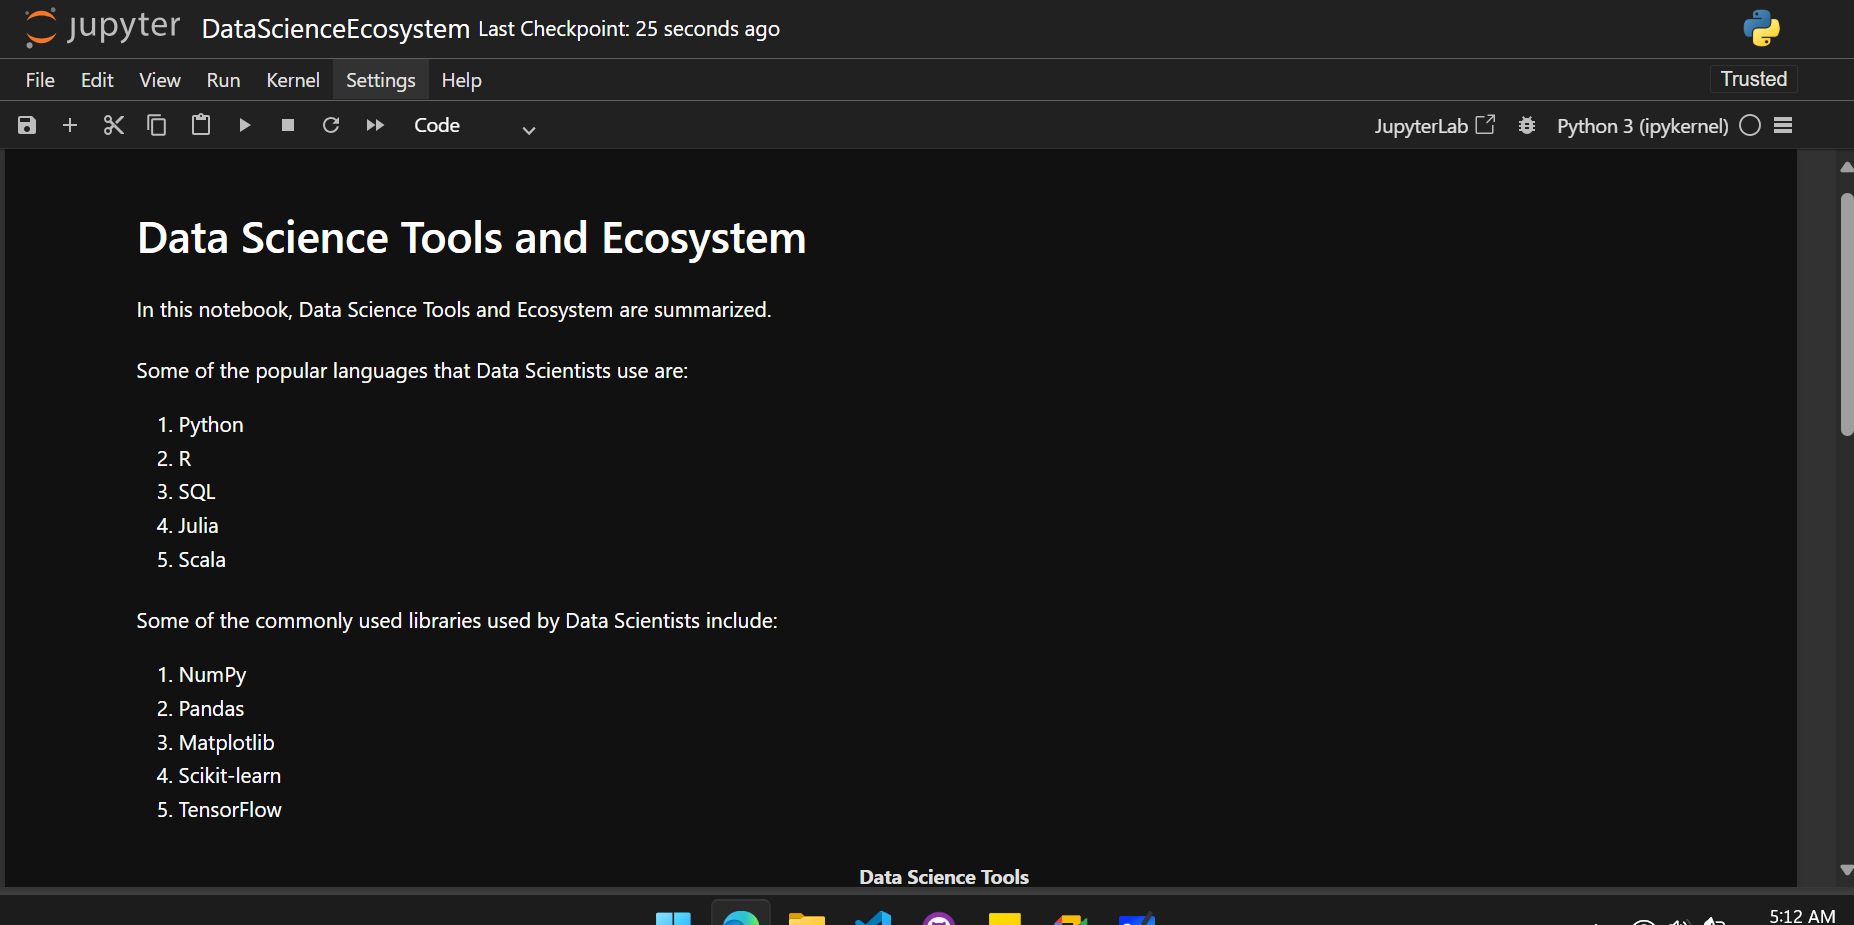 jupyter DataScienceEcosystem Last Checkpoint: 25 seconds ago
File Edit View Run Kernel Settings Help Trusted
Code JupyterLab Python 3 (ipykernel)
Data Science Tools and Ecosystem
In this notebook, Data Science Tools and Ecosystem are summarized.
Some of the popular languages that Data Scientists use are:
1. Python
2. R
3. SQL
4. Julia
5. Scala
Some of the commonly used libraries used by Data Scientists include:
1. NumPy
2. Pandas
3. Matplotlib
4. Scikit-learn
5. TensorFlow
Data Science Tools
5:12 AM